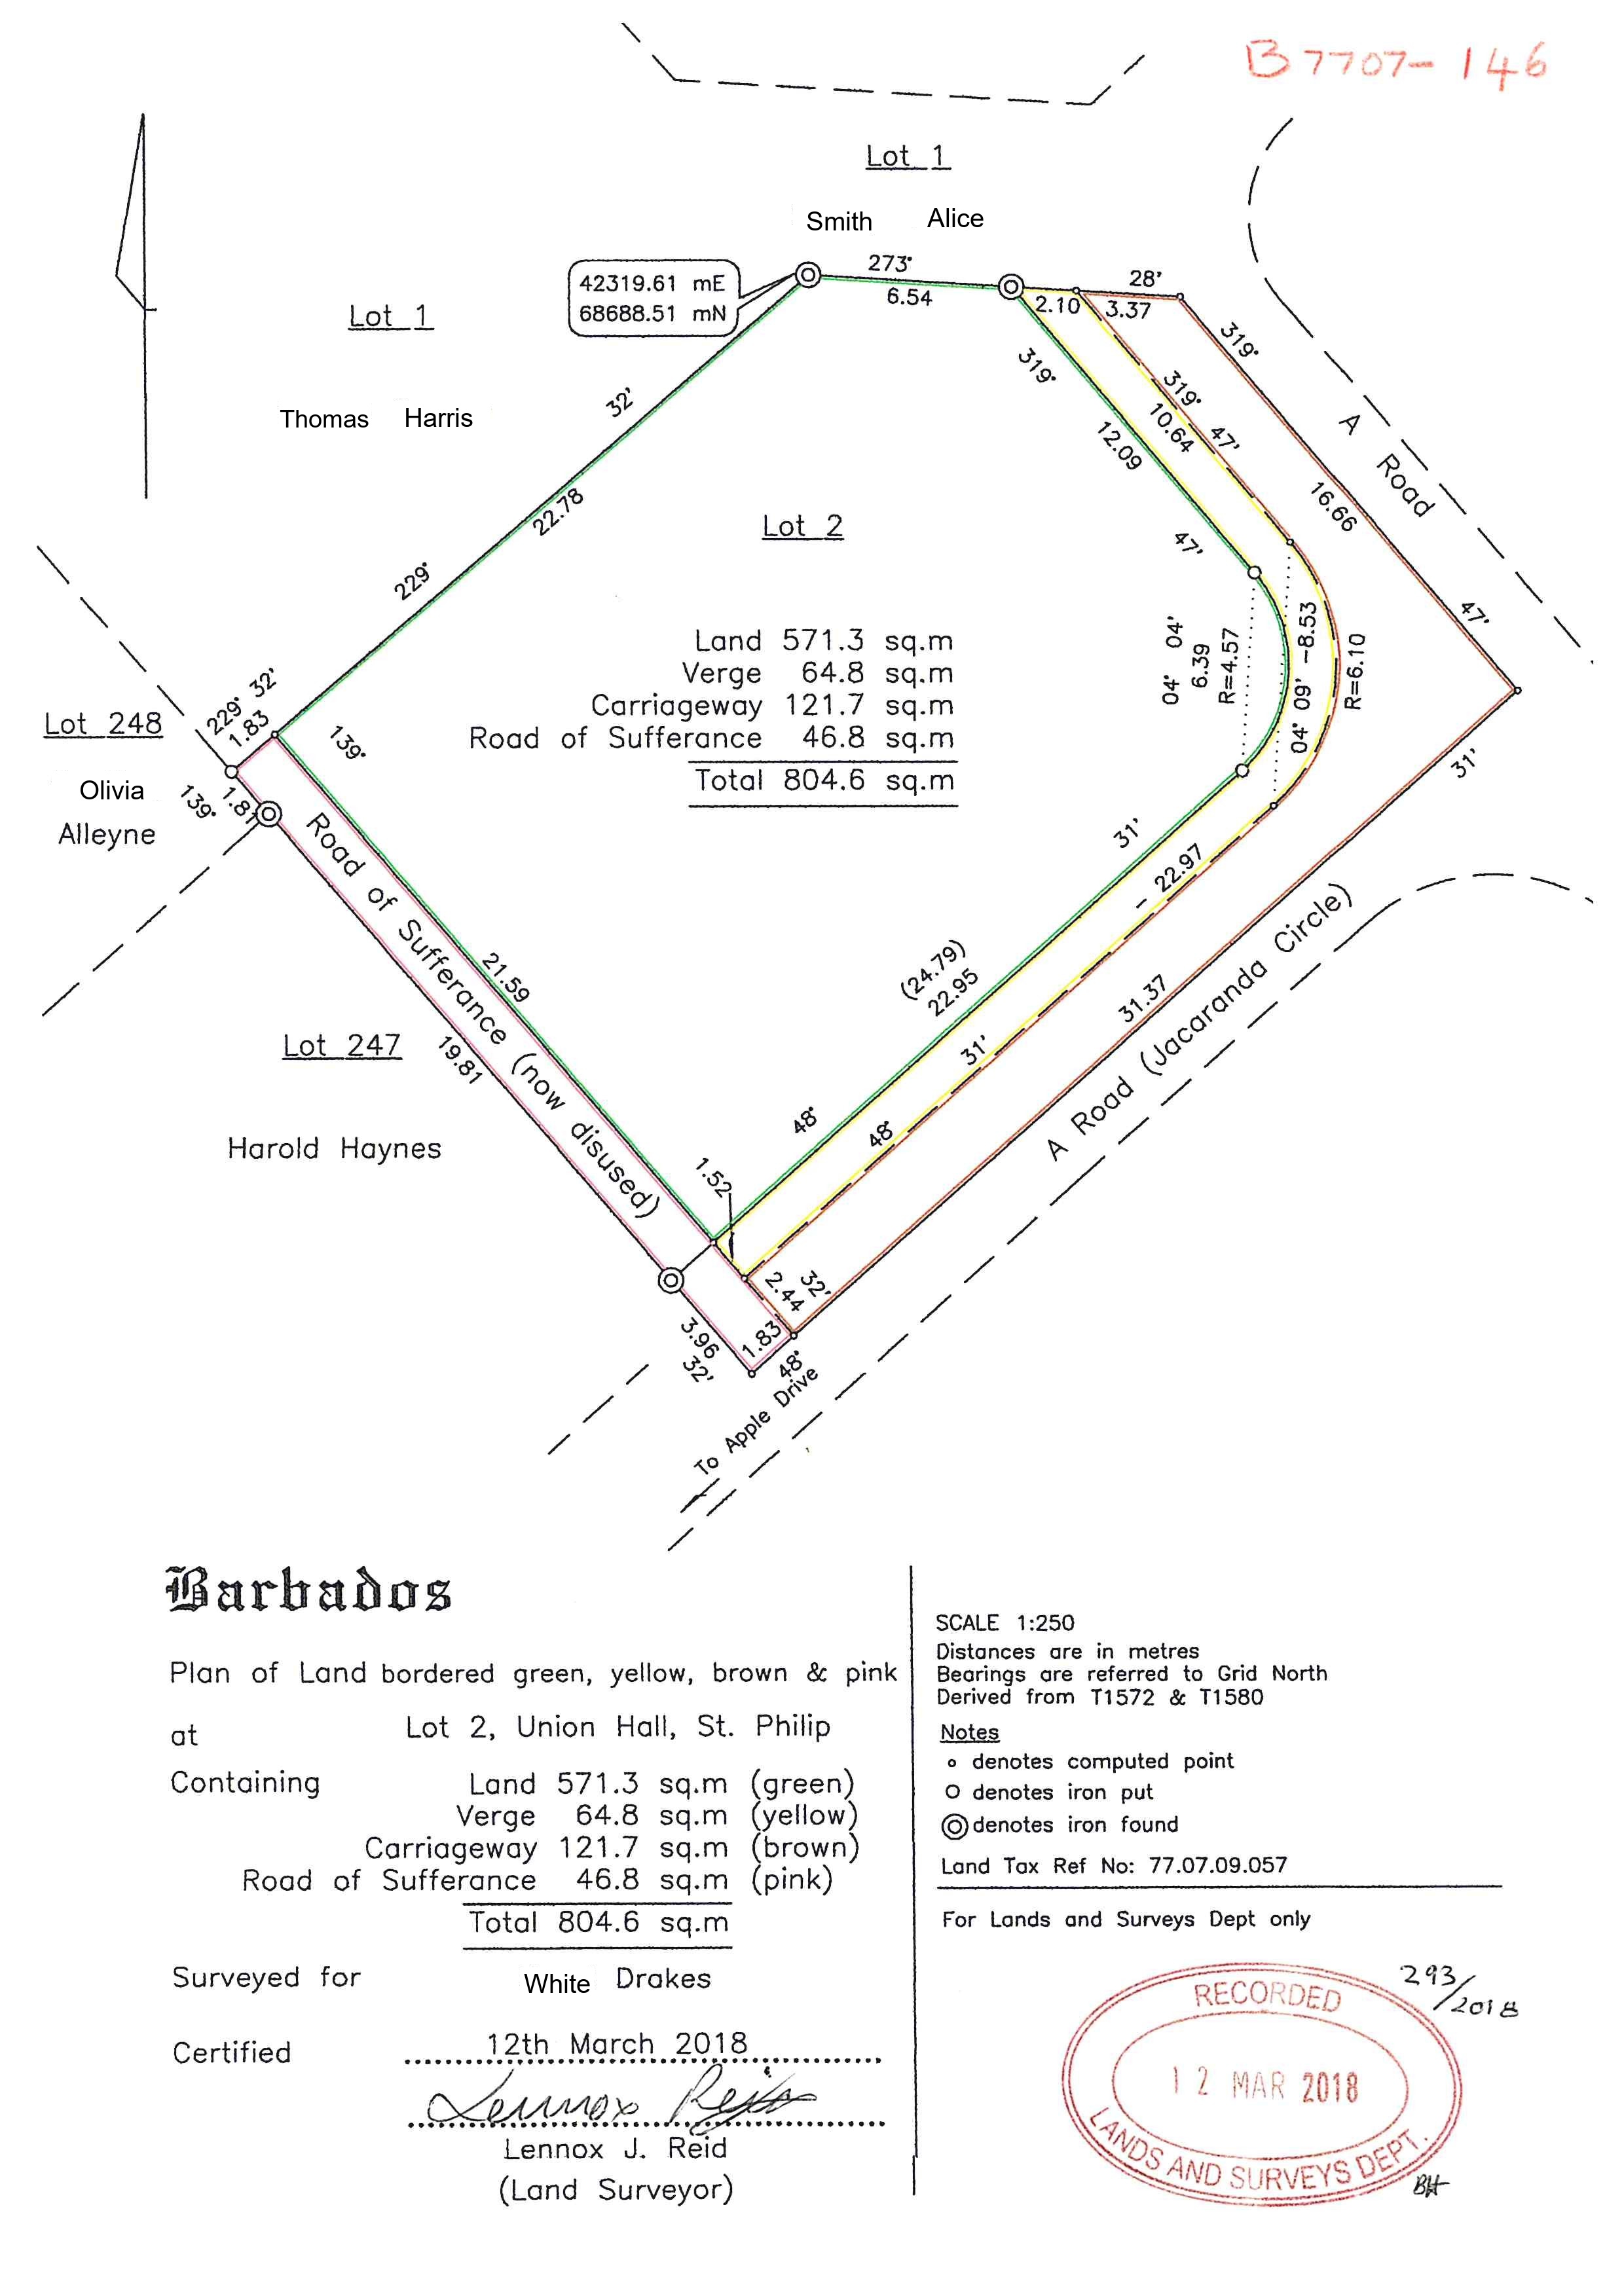 B 7707-146
Lot 1
Smith Alice
273°
6.54
28'
2.10
3.37
42319.61 mE
68688.51 mN
Lot 1
Thomas Harris
32'
22.78
229°
319°
319°
319°
47'
10.64
12.09
47'
16.66
47'
A Road
Lot 2
Land 571.3 sq.m
Verge 64.8 sq.m
Carriageway 121.7 sq.m
Road of Sufferance 46.8 sq.m
Total 804.6 sq.m
04° 04'
6.39
R=4.57
04° 09' -8.53
R=6.10
31'
229° 32'
1.83
Lot 248
Olivia
Alleyne
139°
1.81
139°
Road of Sufferance (now disused)
21.59
19.81
Lot 247
Harold Haynes
31'
- 22.97
(24.79)
22.95
31'
31.37
48°
48°
A Road (Jacaranda Circle)
1.52
2.44
32'
1.83
48°
3.96
32'
To Apple Drive
Barbados
Plan of Land bordered green, yellow, brown & pink
at Lot 2, Union Hall, St. Philip
Containing Land 571.3 sq.m (green)
Verge 64.8 sq.m (yellow)
Carriageway 121.7 sq.m (brown)
Road of Sufferance 46.8 sq.m (pink)
Total 804.6 sq.m
Surveyed for White Drakes
Certified 12th March 2018
Lennox Reid
Lennox J. Reid
(Land Surveyor)
SCALE 1:250
Distances are in metres
Bearings are referred to Grid North
Derived from T1572 & T1580
Notes
o denotes computed point
O denotes iron put
◎ denotes iron found
Land Tax Ref No: 77.07.09.057
For Lands and Surveys Dept only
293/2018
RECORDED
12 MAR 2018
LANDS AND SURVEYS DEPT.
BH